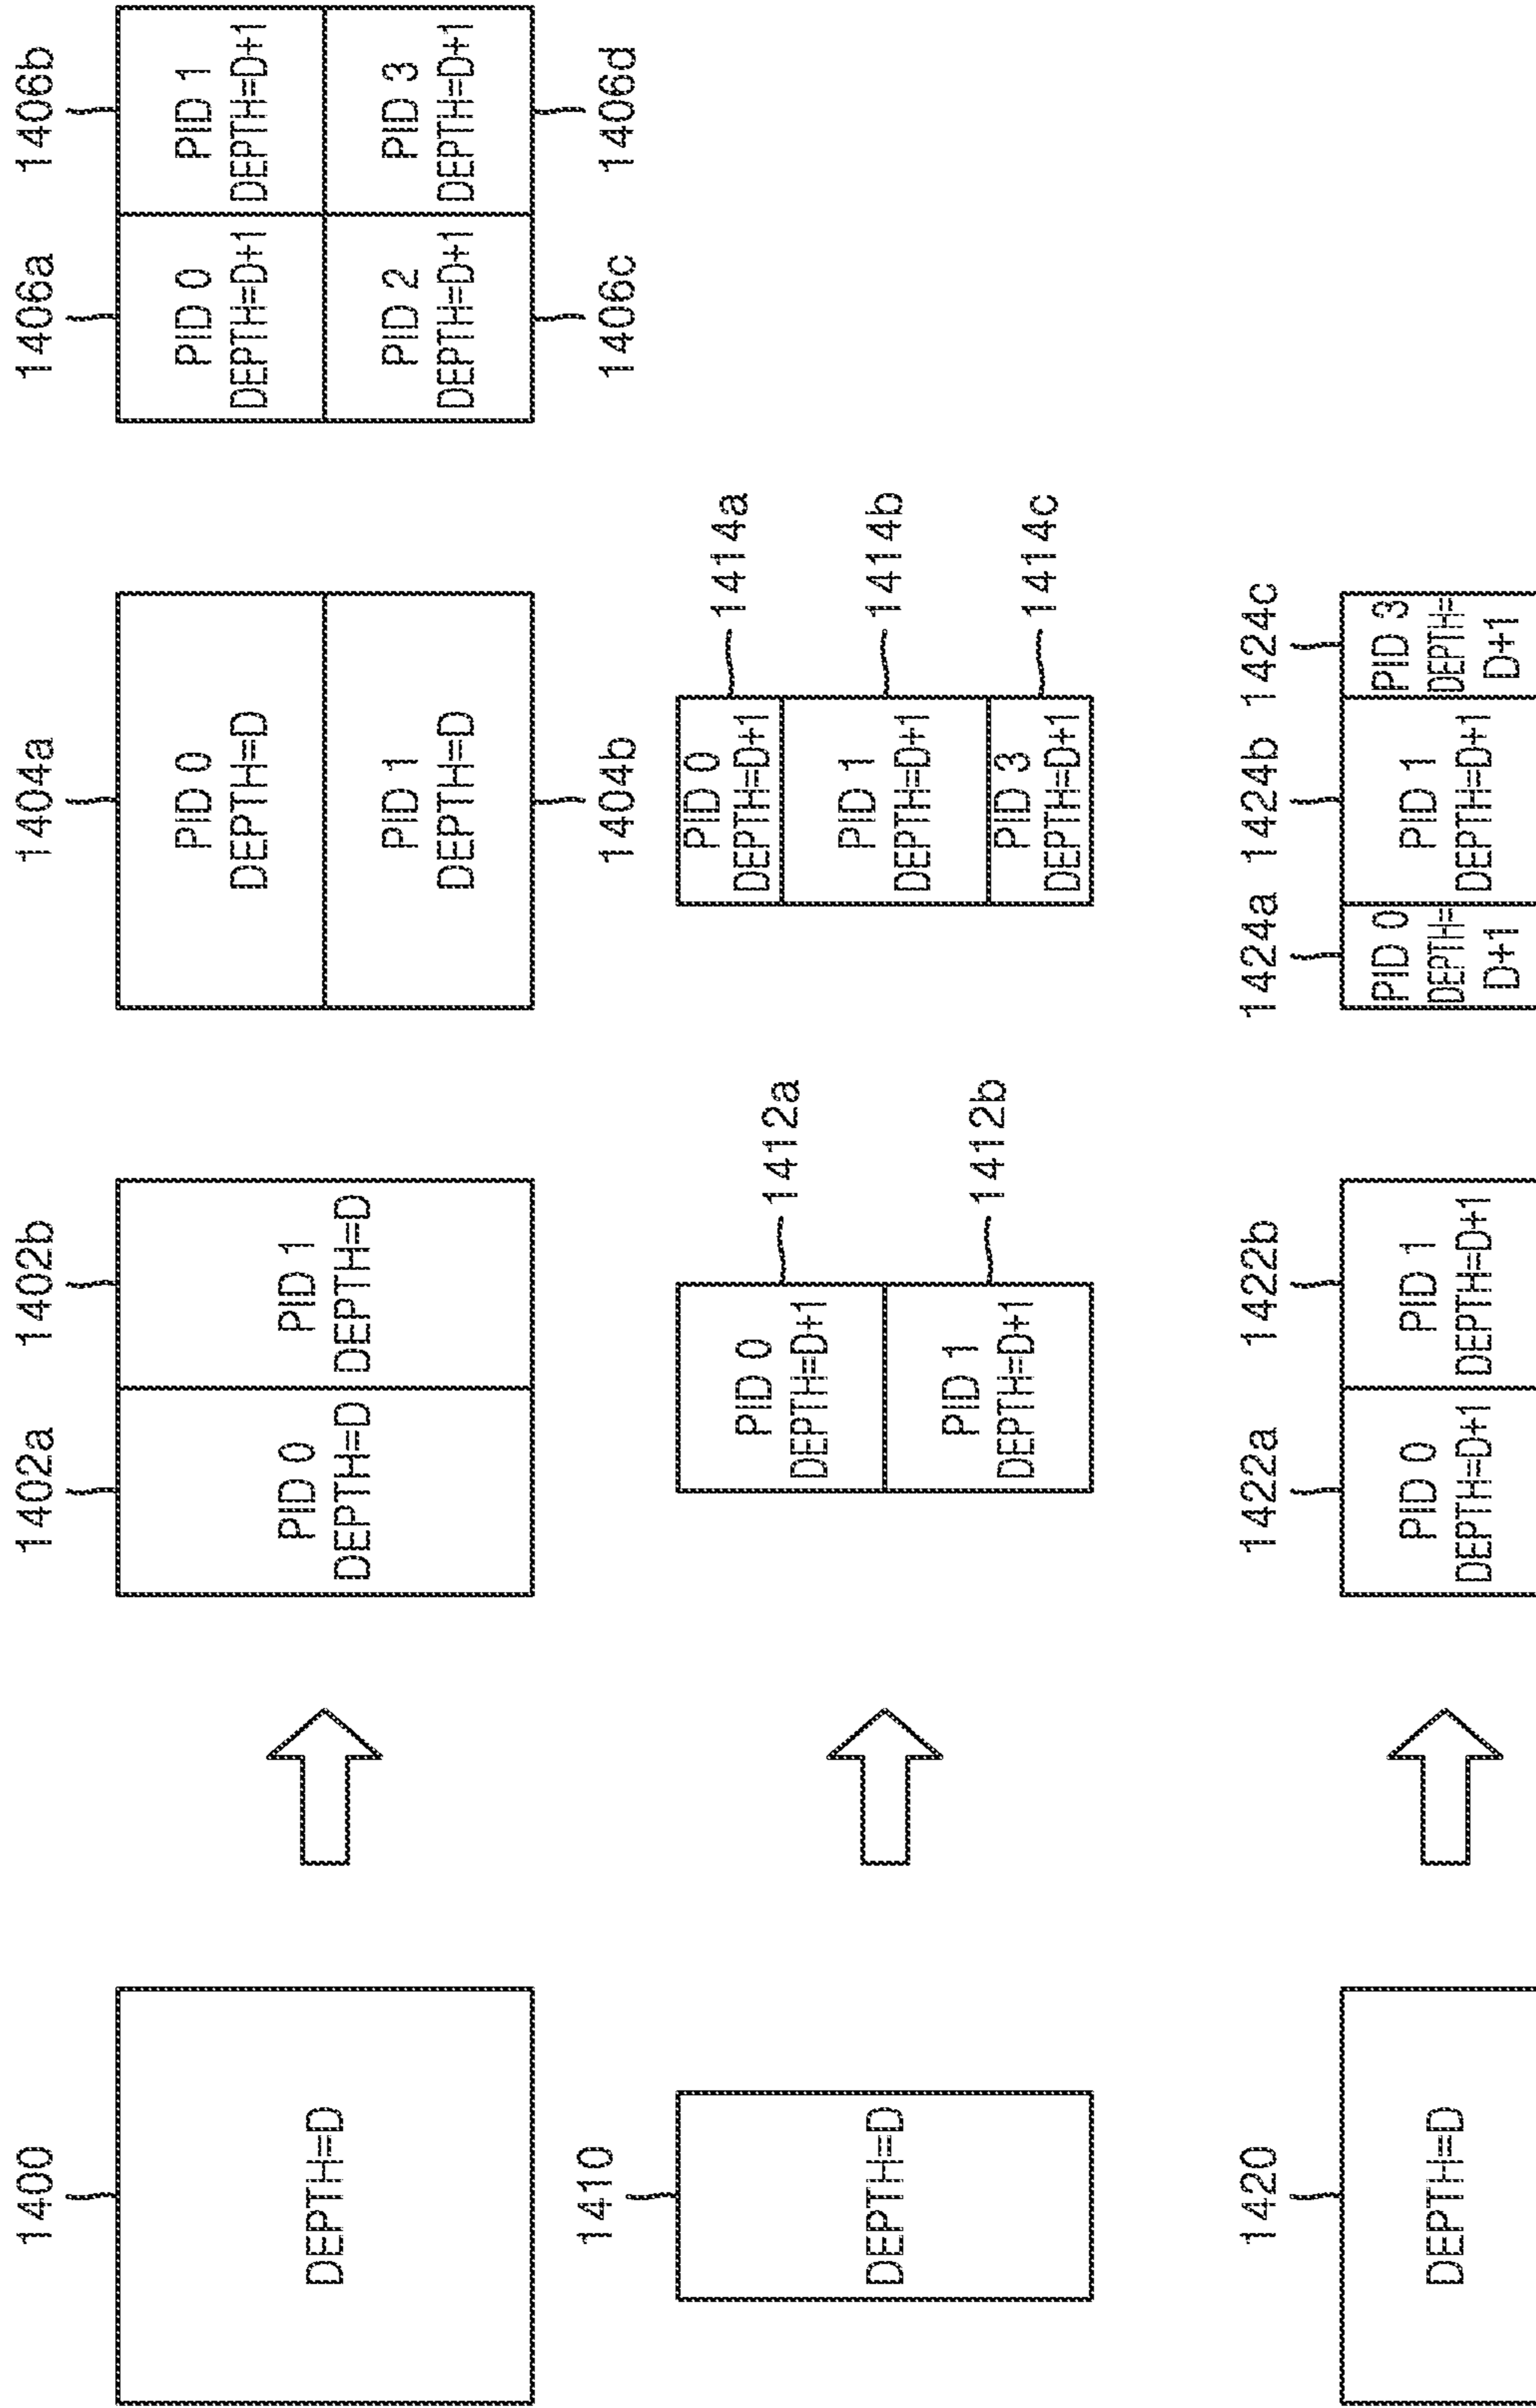 1400
DEPTH=D
1402a
1402b
PID 0
DEPTH=D
PID 1
DEPTH=D
1404a
PID 0
DEPTH=D
PID 1
DEPTH=D
1404b
1406a
1406b
PID 0
DEPTH=D+1
PID 1
DEPTH=D+1
PID 2
DEPTH=D+1
PID 3
DEPTH=D+1
1406c
1406d
1410
DEPTH=D
PID 0
DEPTH=D+1
1412a
PID 1
DEPTH=D+1
1412b
PID 0
DEPTH=D+1
1414a
PID 1
DEPTH=D+1
1414b
PID 3
DEPTH=D+1
1414c
1420
DEPTH=D
1422a
1422b
PID 0
DEPTH=D+1
PID 1
DEPTH=D+1
1424a
1424b
1424c
PID 0
DEPTH=
D+1
PID 1
DEPTH=D+1
PID 3
DEPTH=
D+1